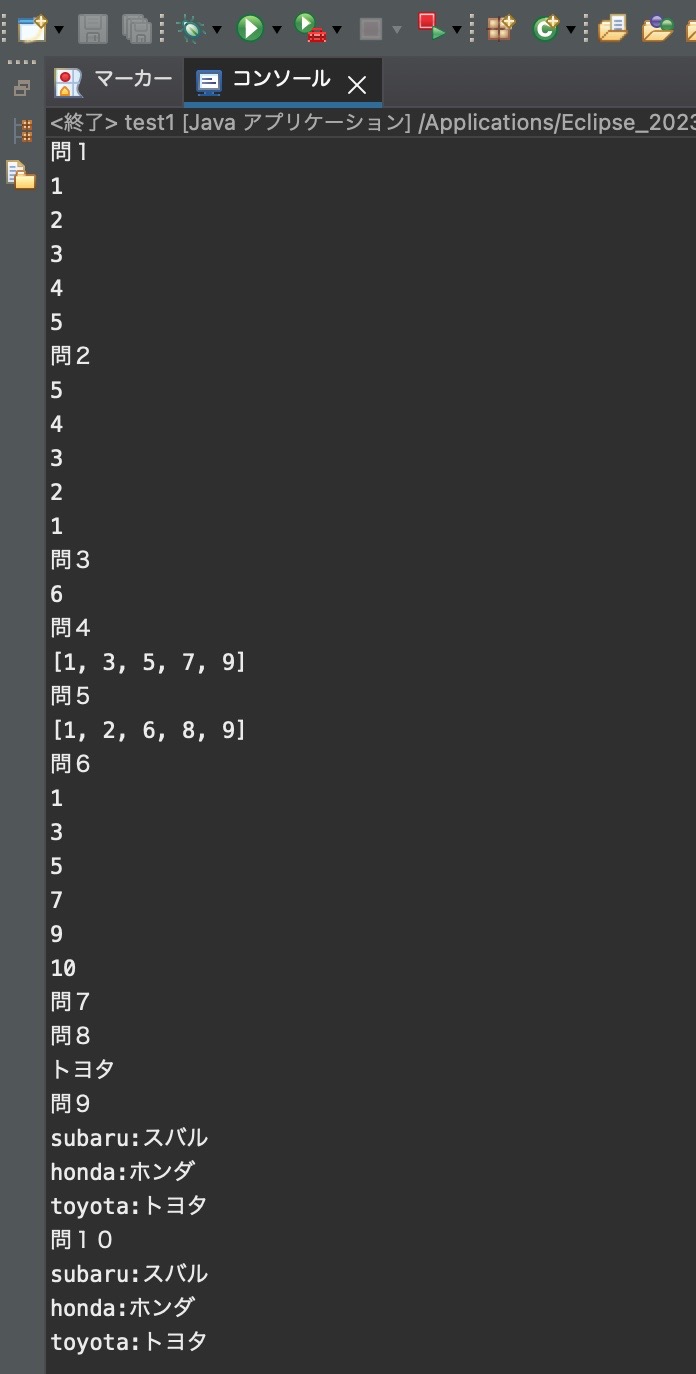 マーカー コンソール
<終了> test1 [Java アプリケーション] /Applications/Eclipse_2023
問１
1
2
3
4
5
問２
5
4
3
2
1
問３
6
問４
[1, 3, 5, 7, 9]
問５
[1, 2, 6, 8, 9]
問６
1
3
5
7
9
10
問７
問８
トヨタ
問９
subaru:スバル
honda:ホンダ
toyota:トヨタ
問１０
subaru:スバル
honda:ホンダ
toyota:トヨタ